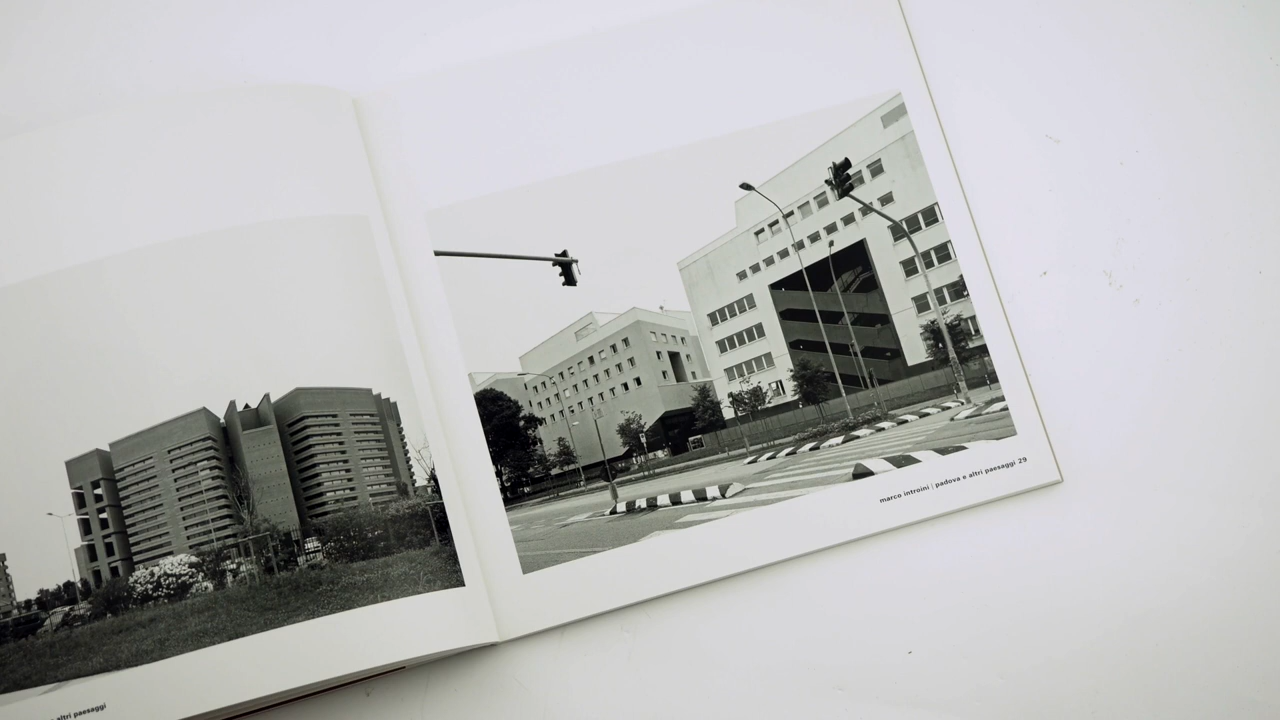 altri paesaggi
marco introini | padova e altri paesaggi 29